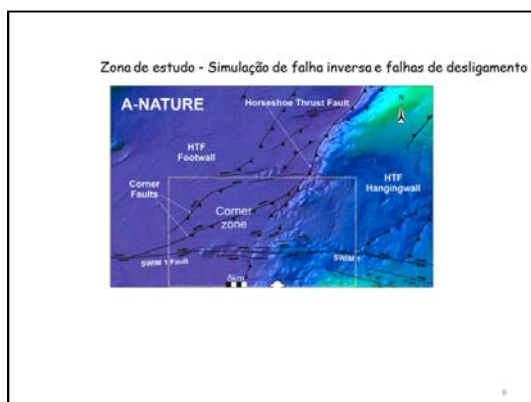 Zona de estudo - Simulação de falha inversa e falhas de desligamento
A-NATURE
Horseshoe Thrust Fault
N
HTF
Footwall
HTF
Hangingwall
Corner
Faults
Corner
zone
SWIM 1 Fault
SWIM 1
8km